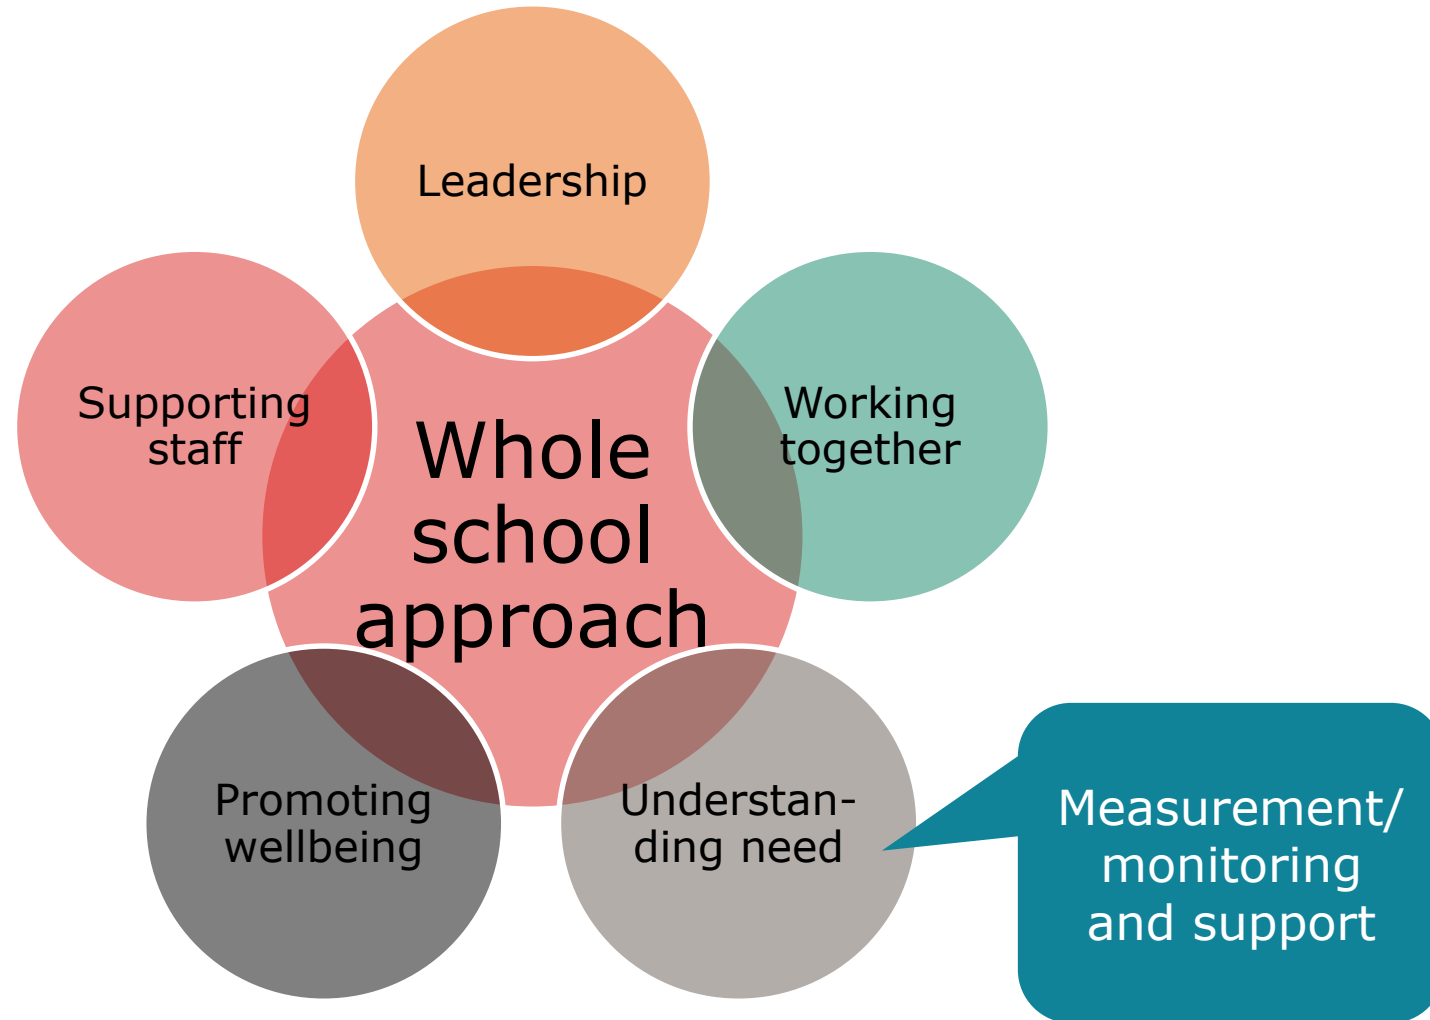 Leadership
Supporting
staff
Working
together
Whole
school
approach
Promoting
wellbeing
Understan-
ding need
Measurement/
monitoring
and support